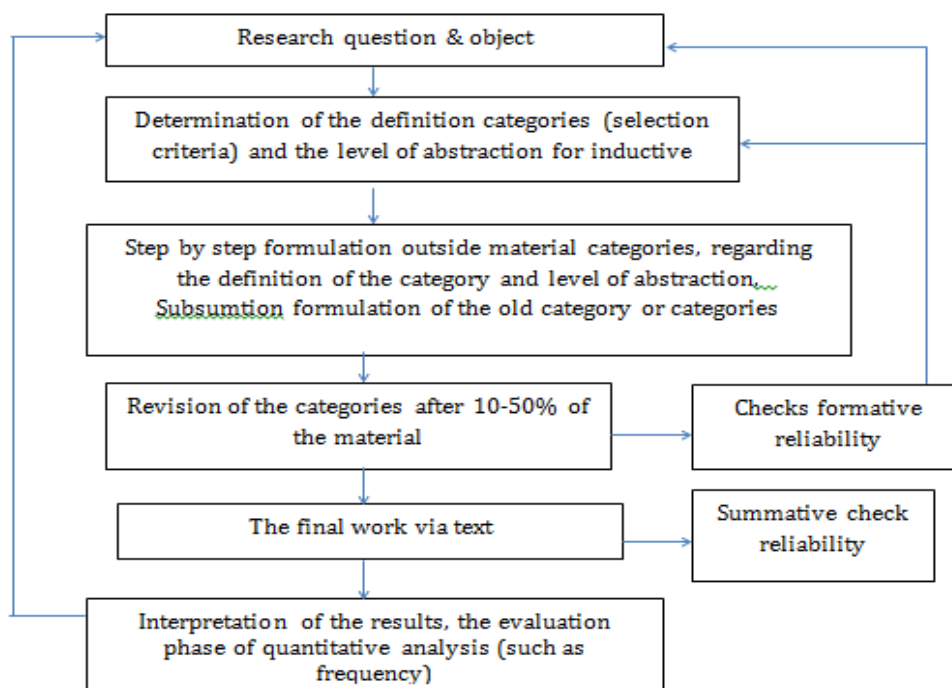 Research question & object
Determination of the definition categories (selection
criteria) and the level of abstraction for inductive
Step by step formulation outside material categories, regarding
the definition of the category and level of abstraction,
Subsumtion formulation of the old category or categories
Revision of the categories after 10-50% of
the material
Checks formative
reliability
The final work via text
Summative check
reliability
Interpretation of the results, the evaluation
phase of quantitative analysis (such as
frequency)